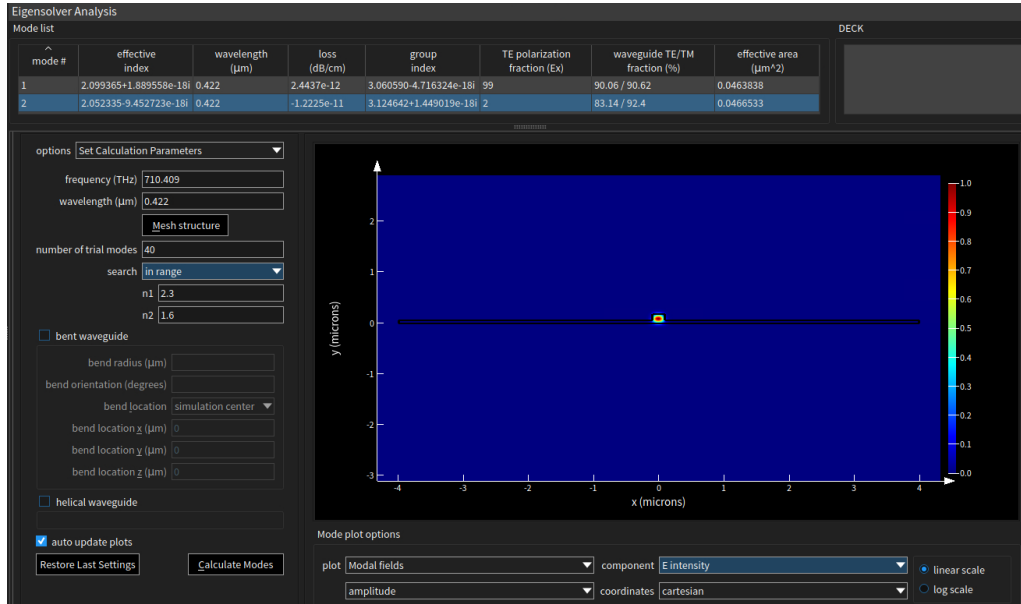 Eigensolver Analysis
Mode list
DECK
mode #
effective index
wavelength (μm)
loss (dB/cm)
group index
TE polarization fraction (Ex)
waveguide TE/TM fraction (%)
effective area (μm^2)
1 2.099365+1.889558e-18i 0.422 2.4437e-12 3.060590-4.716324e-18i 99 90.06 / 90.62 0.0463838
2 2.052335-9.452723e-18i 0.422 -1.2225e-11 3.124642+1.449019e-18i 2 83.14 / 92.4 0.0466533
options Set Calculation Parameters
frequency (THz) 710.409
wavelength (μm) 0.422
Mesh structure
number of trial modes 40
search in range
n1 2.3
n2 1.6
bent waveguide
bend radius (μm)
bend orientation (degrees)
bend location simulation center
bend location x (μm) 0
bend location y (μm) 0
bend location z (μm) 0
helical waveguide
auto update plots
Restore Last Settings
Calculate Modes
y (microns)
2
1
0
-1
-2
-3
-4 -3 -2 -1 0 1 2 3 4
x (microns)
1.0
0.9
0.8
0.7
0.6
0.5
0.4
0.3
0.2
0.1
0.0
Mode plot options
plot Modal fields component E intensity
amplitude coordinates cartesian
linear scale
log scale